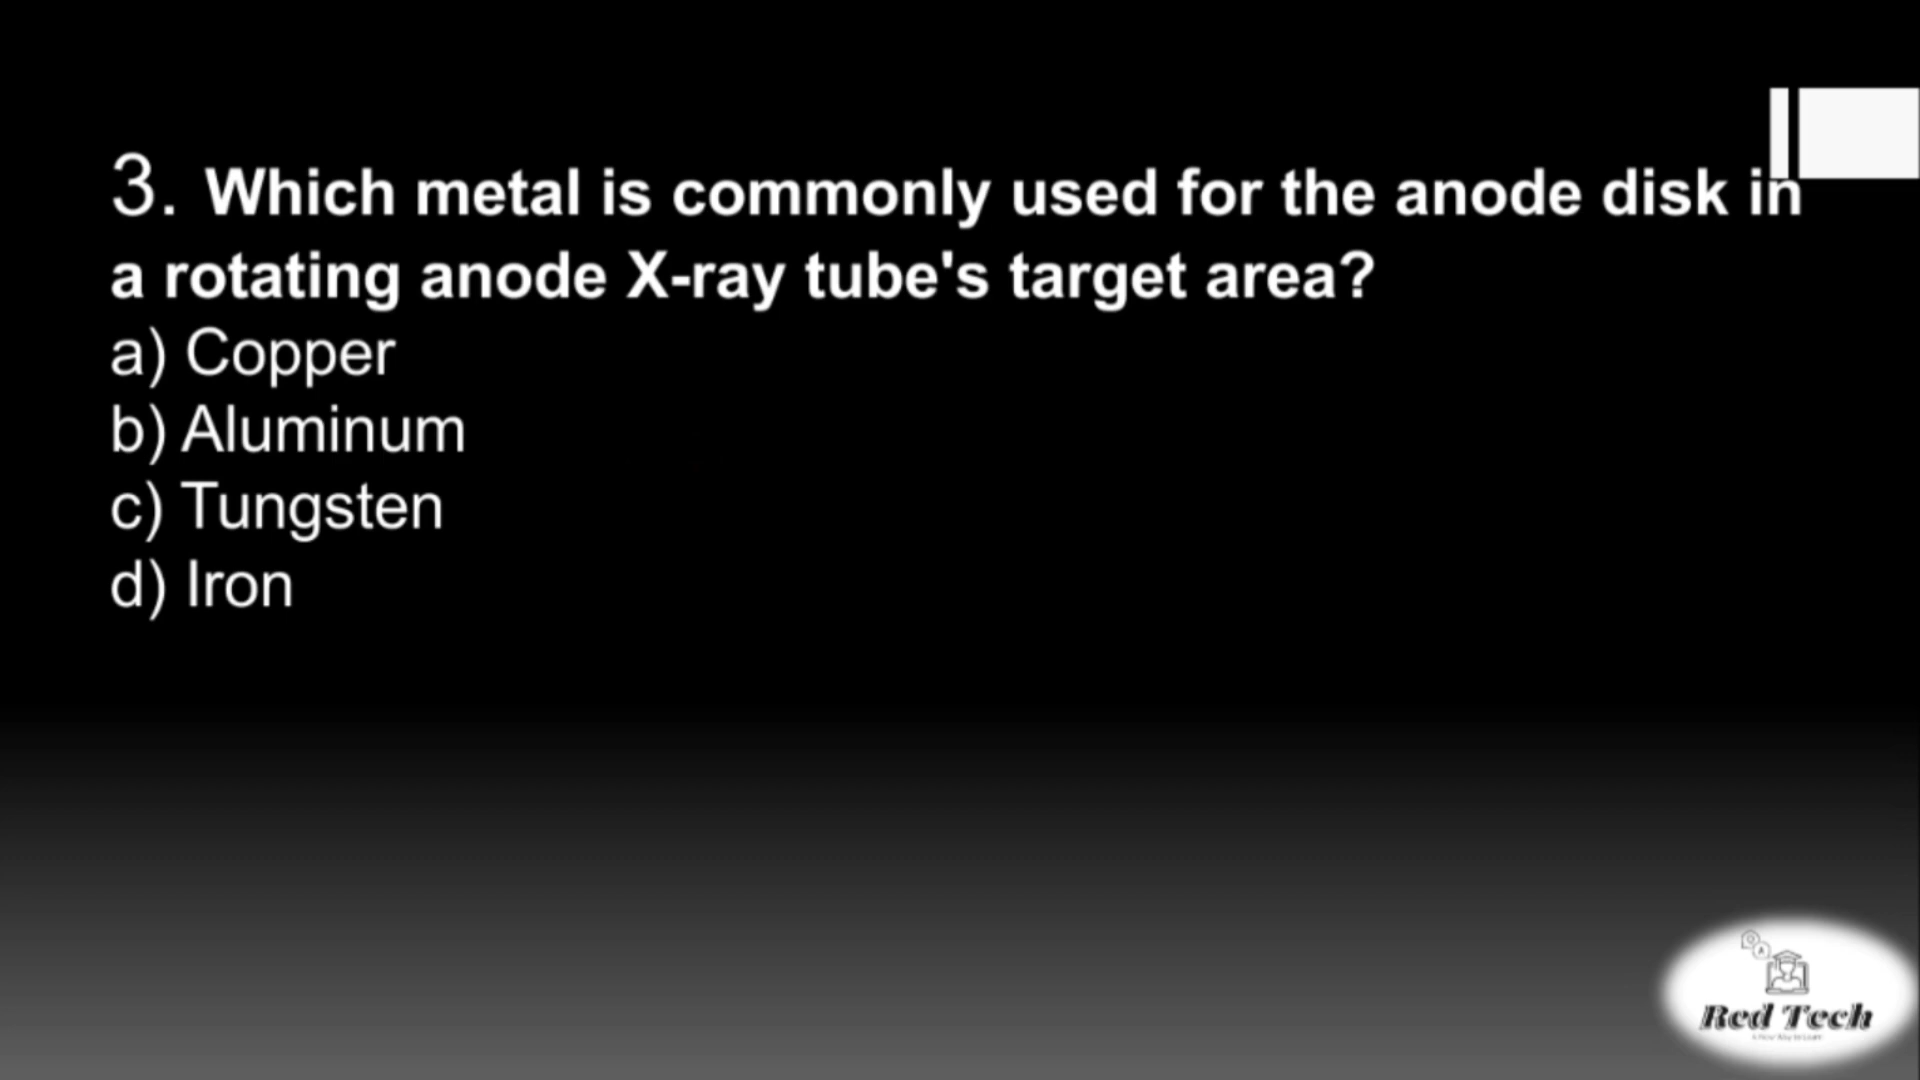 3. Which metal is commonly used for the anode disk in
a rotating anode X-ray tube's target area?
a) Copper
b) Aluminum
c) Tungsten
d) Iron
Q
A
Red Tech